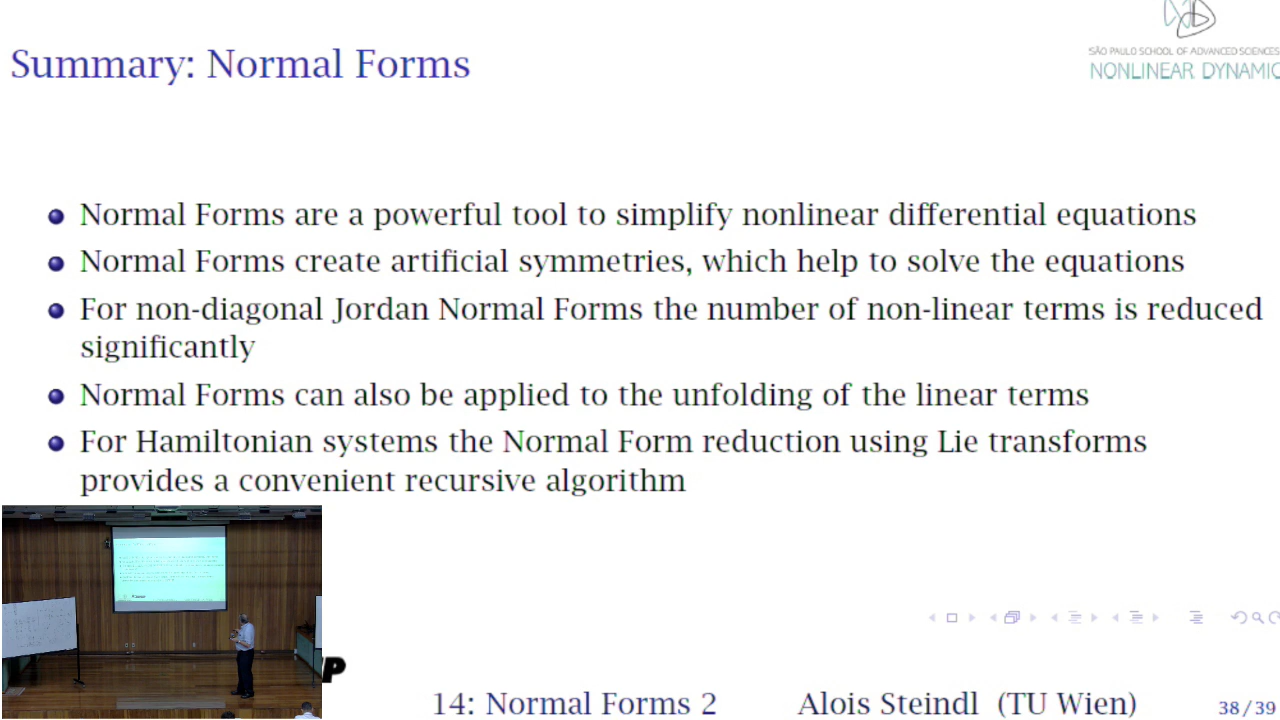 SÃO PAULO SCHOOL OF ADVANCED SCIENCES
NONLINEAR DYNAMIC
Summary: Normal Forms
Normal Forms are a powerful tool to simplify nonlinear differential equations
Normal Forms create artificial symmetries, which help to solve the equations
For non-diagonal Jordan Normal Forms the number of non-linear terms is reduced
significantly
Normal Forms can also be applied to the unfolding of the linear terms
For Hamiltonian systems the Normal Form reduction using Lie transforms
provides a convenient recursive algorithm
P
14: Normal Forms 2 Alois Steindl (TU Wien) 38/39